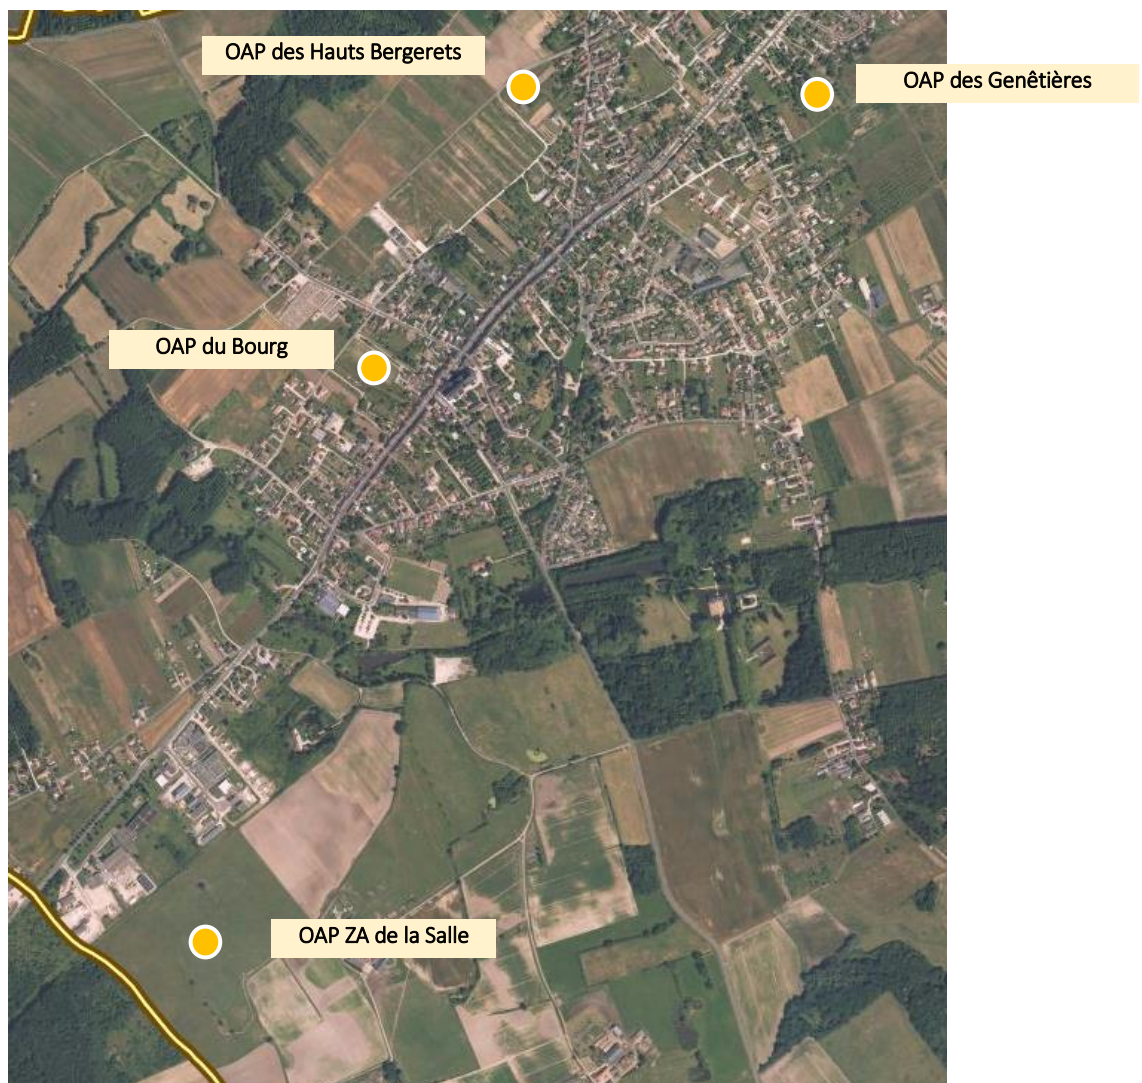 OAP des Hauts Bergerets
OAP des Genêtières
OAP du Bourg
OAP ZA de la Salle